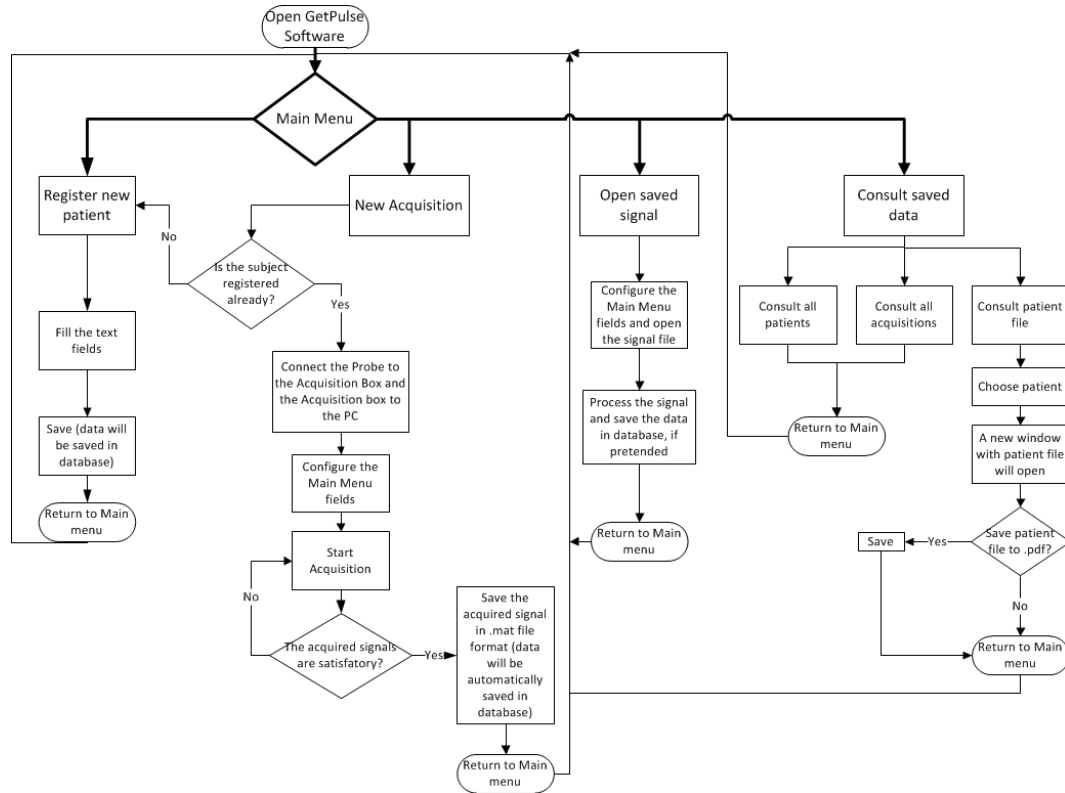 Open GetPulse
Software
Main Menu
Register new
patient
New Acquisition
Open saved
signal
Consult saved
data
No
Is the subject
registered
already?
Yes
Fill the text
fields
Save (data will
be saved in
database)
Return to Main
menu
Connect the Probe to
the Acquisition Box and
the Acquisition box to
the PC
Configure the
Main Menu
fields
Start
Acquisition
No
The acquired signals
are satisfatory?
Yes
Save the
acquired signal
in .mat file
format (data
will be
automatically
saved in
database)
Return to Main
menu
Configure the
Main Menu
fields and open
the signal file
Process the signal
and save the data
in database, if
pretended
Return to Main
menu
Consult all
patients
Consult all
acquisitions
Consult patient
file
Return to Main
menu
Choose patient
A new window
with patient file
will open
Save patient
file to .pdf?
Yes
Save
No
Return to Main
menu